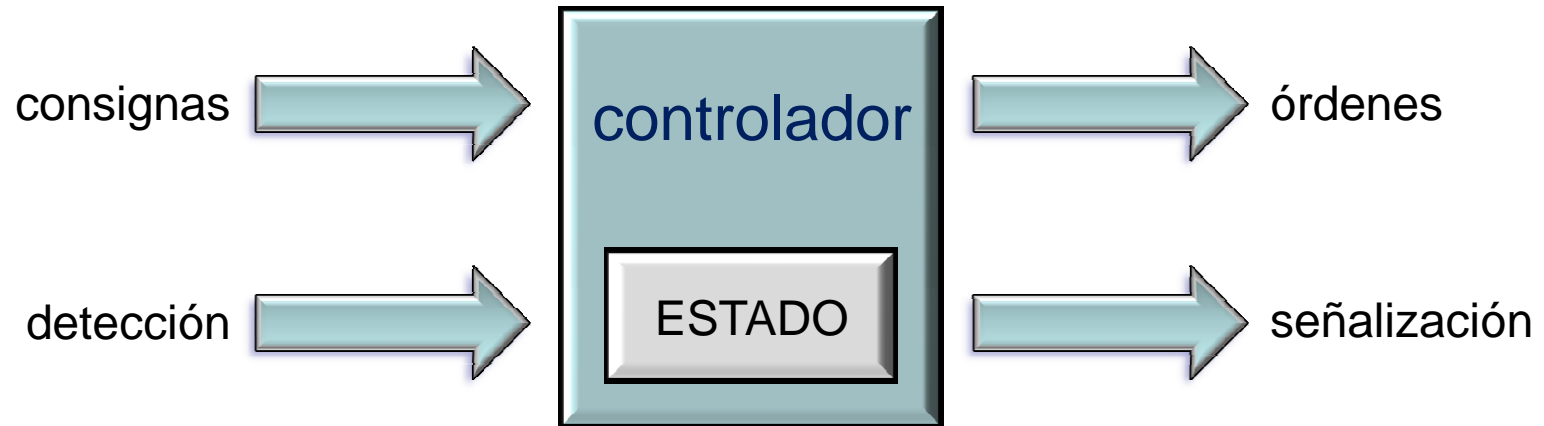 consignas
controlador
órdenes
detección
ESTADO
señalización